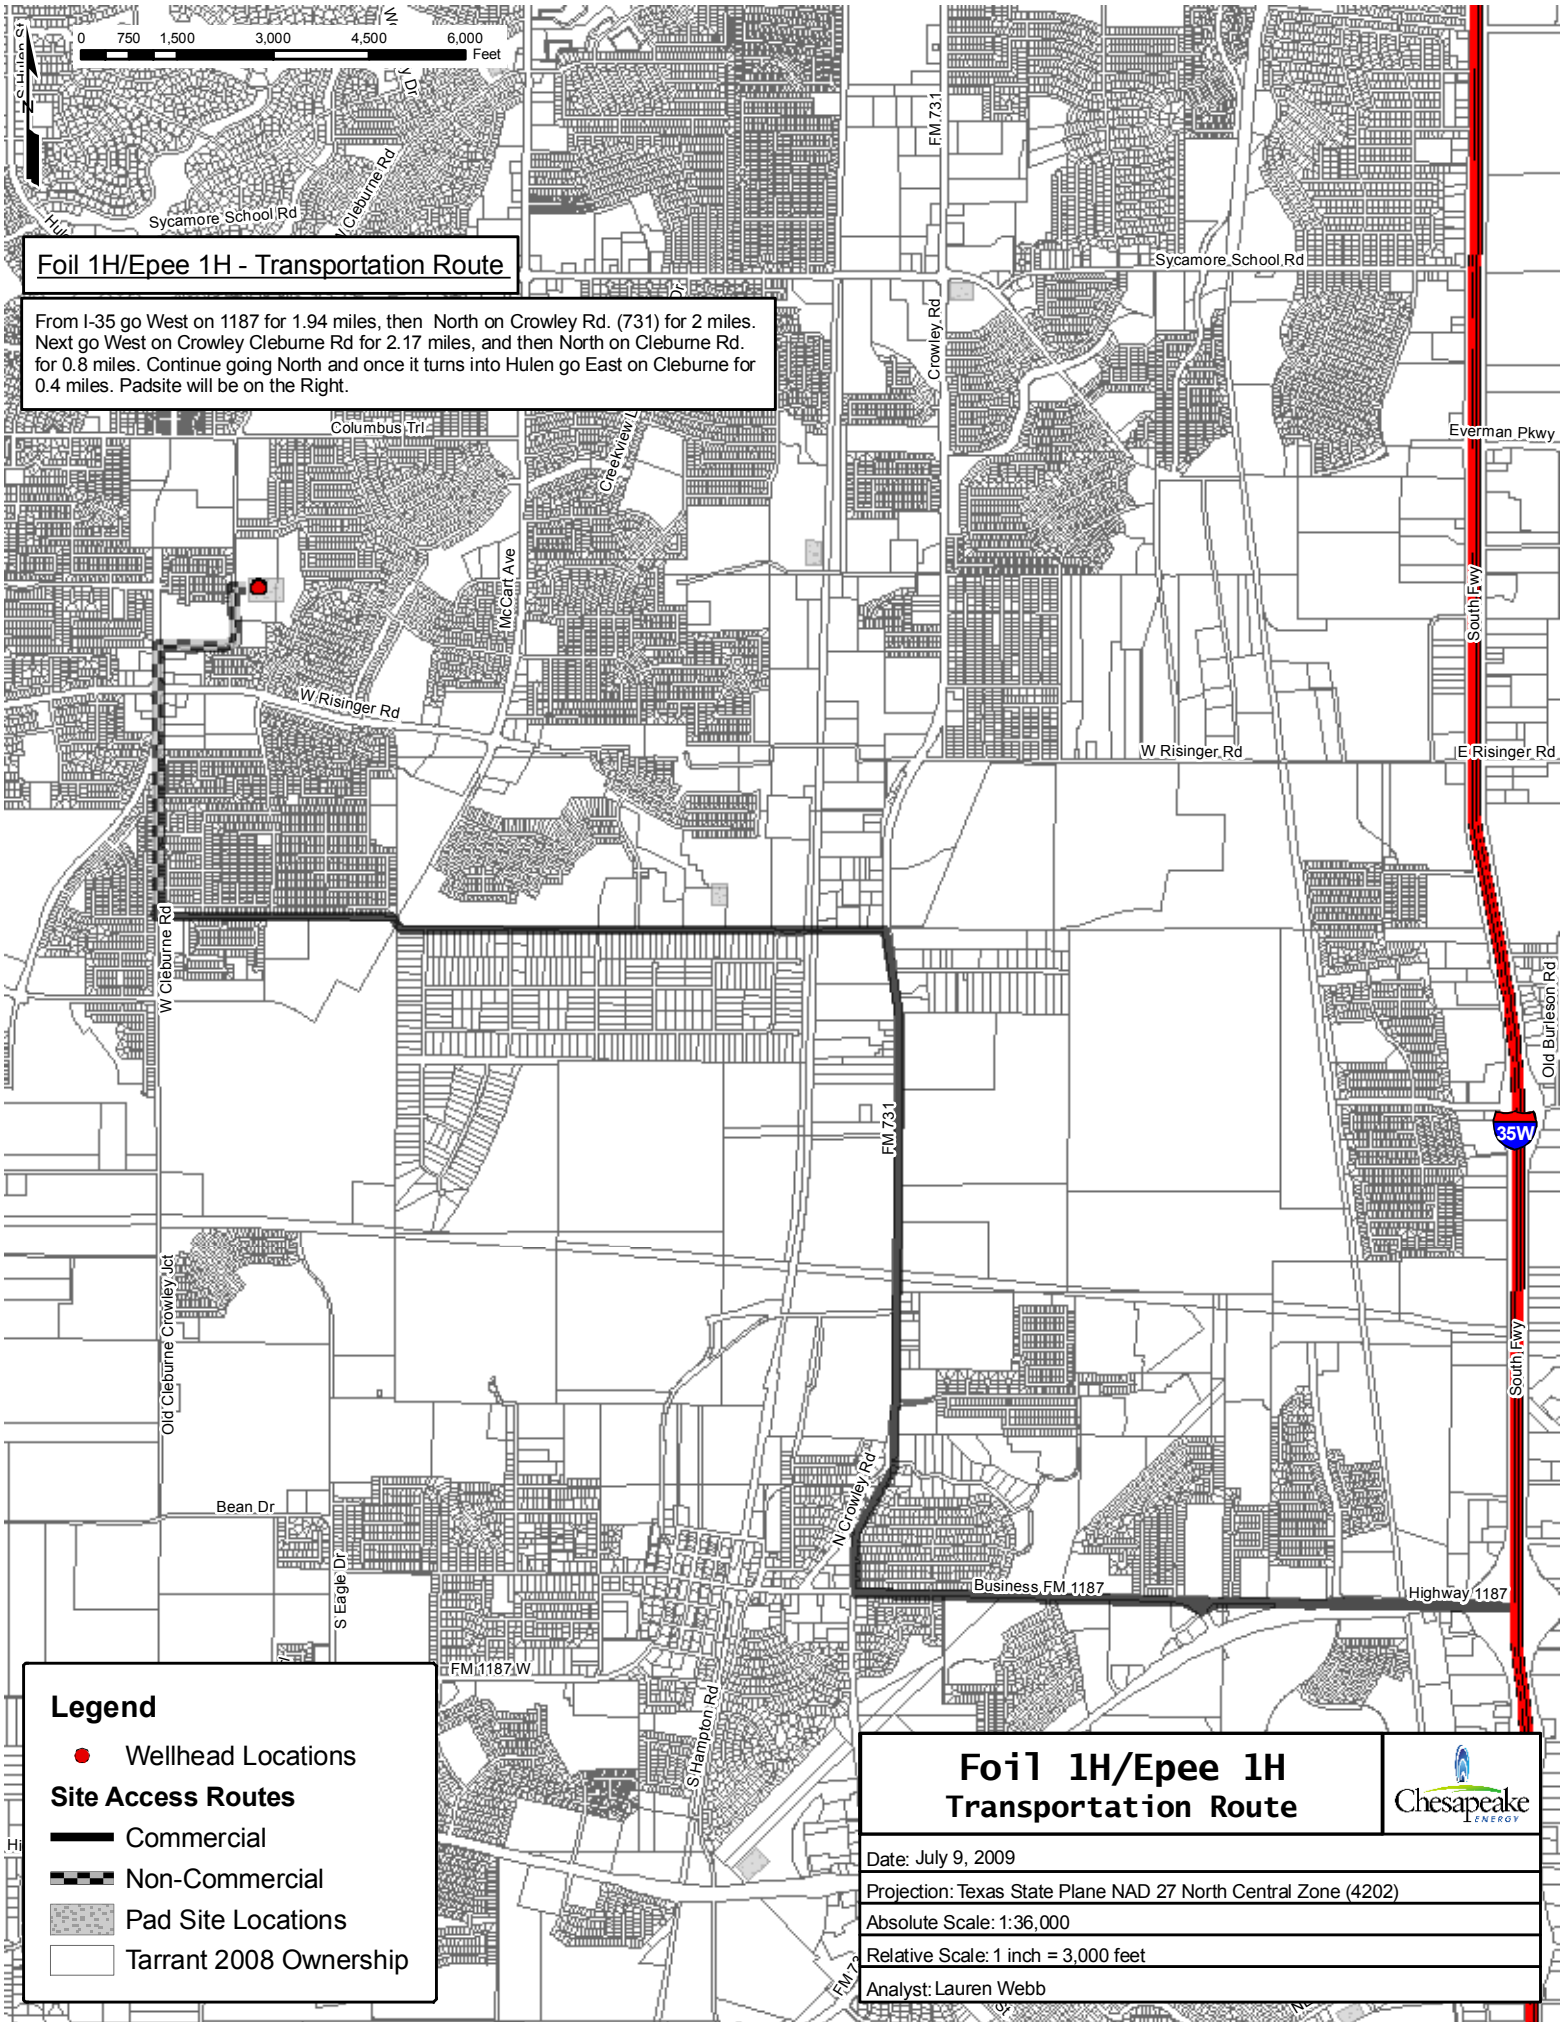 0 750 1,500 3,000 4,500 6,000
Feet
S Hulen St
N
FM 731
Sycamore School Rd
W Cleburne Rd
Foil 1H/Epee 1H - Transportation Route
Sycamore School Rd
From I-35 go West on 1187 for 1.94 miles, then North on Crowley Rd. (731) for 2 miles.
Next go West on Crowley Cleburne Rd for 2.17 miles, and then North on Cleburne Rd.
for 0.8 miles. Continue going North and once it turns into Hulen go East on Cleburne for
0.4 miles. Padsite will be on the Right.
Crowley Rd
Columbus Trl
Creekview
Everman Pkwy
McCart Ave
South Fwy
W Risinger Rd
W Risinger Rd
E Risinger Rd
W Cleburne Rd
Old Burleson Rd
FM 731
35W
Old Cleburne Crowley Jct
South Fwy
N Crowley Rd
Bean Dr
S Eagle Dr
Business FM 1187
Highway 1187
FM 1187 W
S Hampton Rd
Legend
Wellhead Locations
Site Access Routes
Commercial
Non-Commercial
Pad Site Locations
Tarrant 2008 Ownership
Foil 1H/Epee 1H
Transportation Route
Chesapeake
ENERGY
Date: July 9, 2009
Projection: Texas State Plane NAD 27 North Central Zone (4202)
Absolute Scale: 1:36,000
Relative Scale: 1 inch = 3,000 feet
Analyst: Lauren Webb